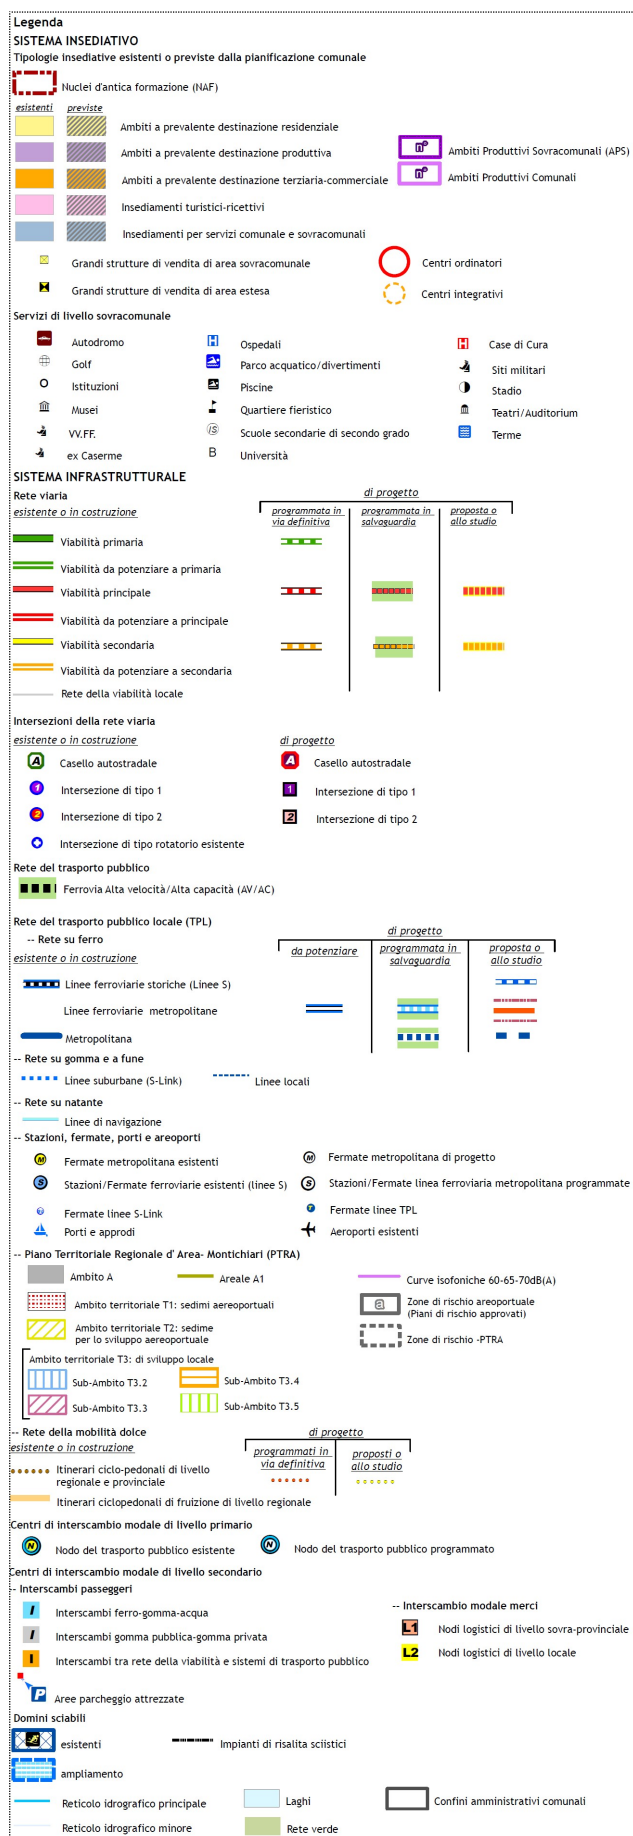 Legenda
SISTEMA INSEDIATIVO
Tipologie insediative esistenti o previste dalla pianificazione comunale
Nuclei d'antica formazione (NAF)
esistenti previste
Ambiti a prevalente destinazione residenziale
Ambiti a prevalente destinazione produttiva
n° Ambiti Produttivi Sovracomunali (APS)
Ambiti a prevalente destinazione terziaria-commerciale
n° Ambiti Produttivi Comunali
Insediamenti turistici-ricettivi
Insediamenti per servizi comunale e sovracomunali
Grandi strutture di vendita di area sovracomunale
Centri ordinatori
Grandi strutture di vendita di area estesa
Centri integrativi
Servizi di livello sovracomunale
Autodromo
H Ospedali
H Case di Cura
Golf
Parco acquatico/divertimenti
Siti militari
O Istituzioni
Piscine
Stadio
Musei
Quartiere fieristico
Teatri/Auditorium
VV.FF.
IS Scuole secondarie di secondo grado
Terme
ex Caserme
B Università
SISTEMA INFRASTRUTTURALE
Rete viaria
di progetto
esistente o in costruzione
programmata in via definitiva
programmata in salvaguardia
proposta o allo studio
Viabilità primaria
Viabilità da potenziare a primaria
Viabilità principale
Viabilità da potenziare a principale
Viabilità secondaria
Viabilità da potenziare a secondaria
Rete della viabilità locale
Intersezioni della rete viaria
esistente o in costruzione
di progetto
A Casello autostradale
A Casello autostradale
1 Intersezione di tipo 1
1 Intersezione di tipo 1
2 Intersezione di tipo 2
2 Intersezione di tipo 2
Intersezione di tipo rotatorio esistente
Rete del trasporto pubblico
Ferrovia Alta velocità/Alta capacità (AV/AC)
Rete del trasporto pubblico locale (TPL)
di progetto
-- Rete su ferro
esistente o in costruzione
da potenziare
programmata in salvaguardia
proposta o allo studio
Linee ferroviarie storiche (Linee S)
Linee ferroviarie metropolitane
Metropolitana
-- Rete su gomma e a fune
Linee suburbane (S-Link)
Linee locali
-- Rete su natante
Linee di navigazione
-- Stazioni, fermate, porti e areoporti
M Fermate metropolitana esistenti
M Fermate metropolitana di progetto
S Stazioni/Fermate ferroviarie esistenti (linee S)
S Stazioni/Fermate linea ferroviaria metropolitana programmate
Fermate linee S-Link
T Fermate linee TPL
Porti e approdi
Aeroporti esistenti
-- Piano Territoriale Regionale d' Area- Montichiari (PTRA)
Ambito A
Areale A1
Curve isofoniche 60-65-70dB(A)
Ambito territoriale T1: sedimi aereoportuali
a Zone di rischio areoportuale
(Piani di rischio approvati)
Ambito territoriale T2: sedime
per lo sviluppo aereoportuale
Zone di rischio -PTRA
Ambito territoriale T3: di sviluppo locale
Sub-Ambito T3.2
Sub-Ambito T3.4
Sub-Ambito T3.3
Sub-Ambito T3.5
-- Rete della mobilità dolce
di progetto
esistente o in costruzione
programmati in via definitiva
proposti o allo studio
Itinerari ciclo-pedonali di livello
regionale e provinciale
Itinerari ciclopedonali di fruizione di livello regionale
Centri di interscambio modale di livello primario
N Nodo del trasporto pubblico esistente
N Nodo del trasporto pubblico programmato
Centri di interscambio modale di livello secondario
-- Interscambi passeggeri
-- Interscambio modale merci
I Interscambi ferro-gomma-acqua
L1 Nodi logistici di livello sovra-provinciale
I Interscambi gomma pubblica-gomma privata
L2 Nodi logistici di livello locale
I Interscambi tra rete della viabilità e sistemi di trasporto pubblico
P Aree parcheggio attrezzate
Domini sciabili
esistenti
Impianti di risalita sciistici
ampliamento
Reticolo idrografico principale
Laghi
Confini amministrativi comunali
Reticolo idrografico minore
Rete verde